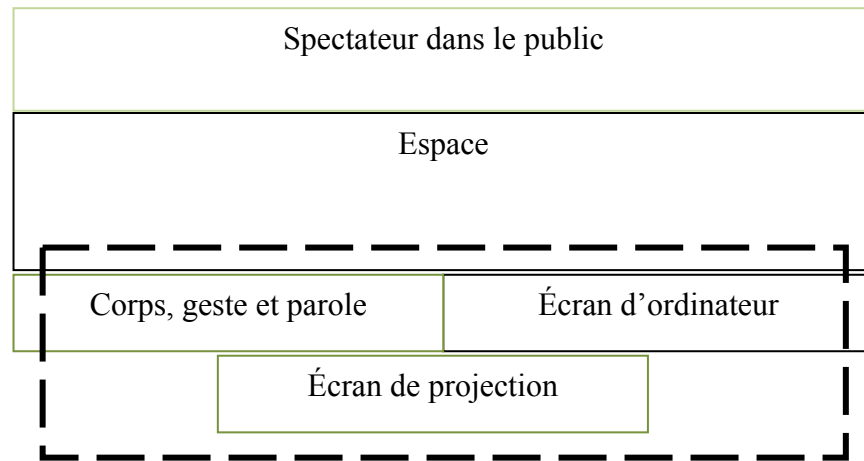 Spectateur dans le public
Espace
Corps, geste et parole
Écran d’ordinateur
Écran de projection